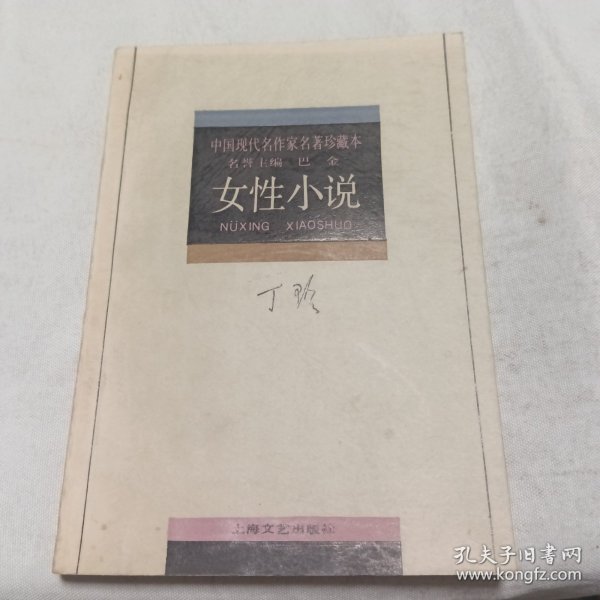 中国现代名作家名著珍藏本
名誉主编 巴金
女性小说
NÜXING XIAOSHUO
丁玲
上海文艺出版社
孔夫子旧书网
www.kongfz.com